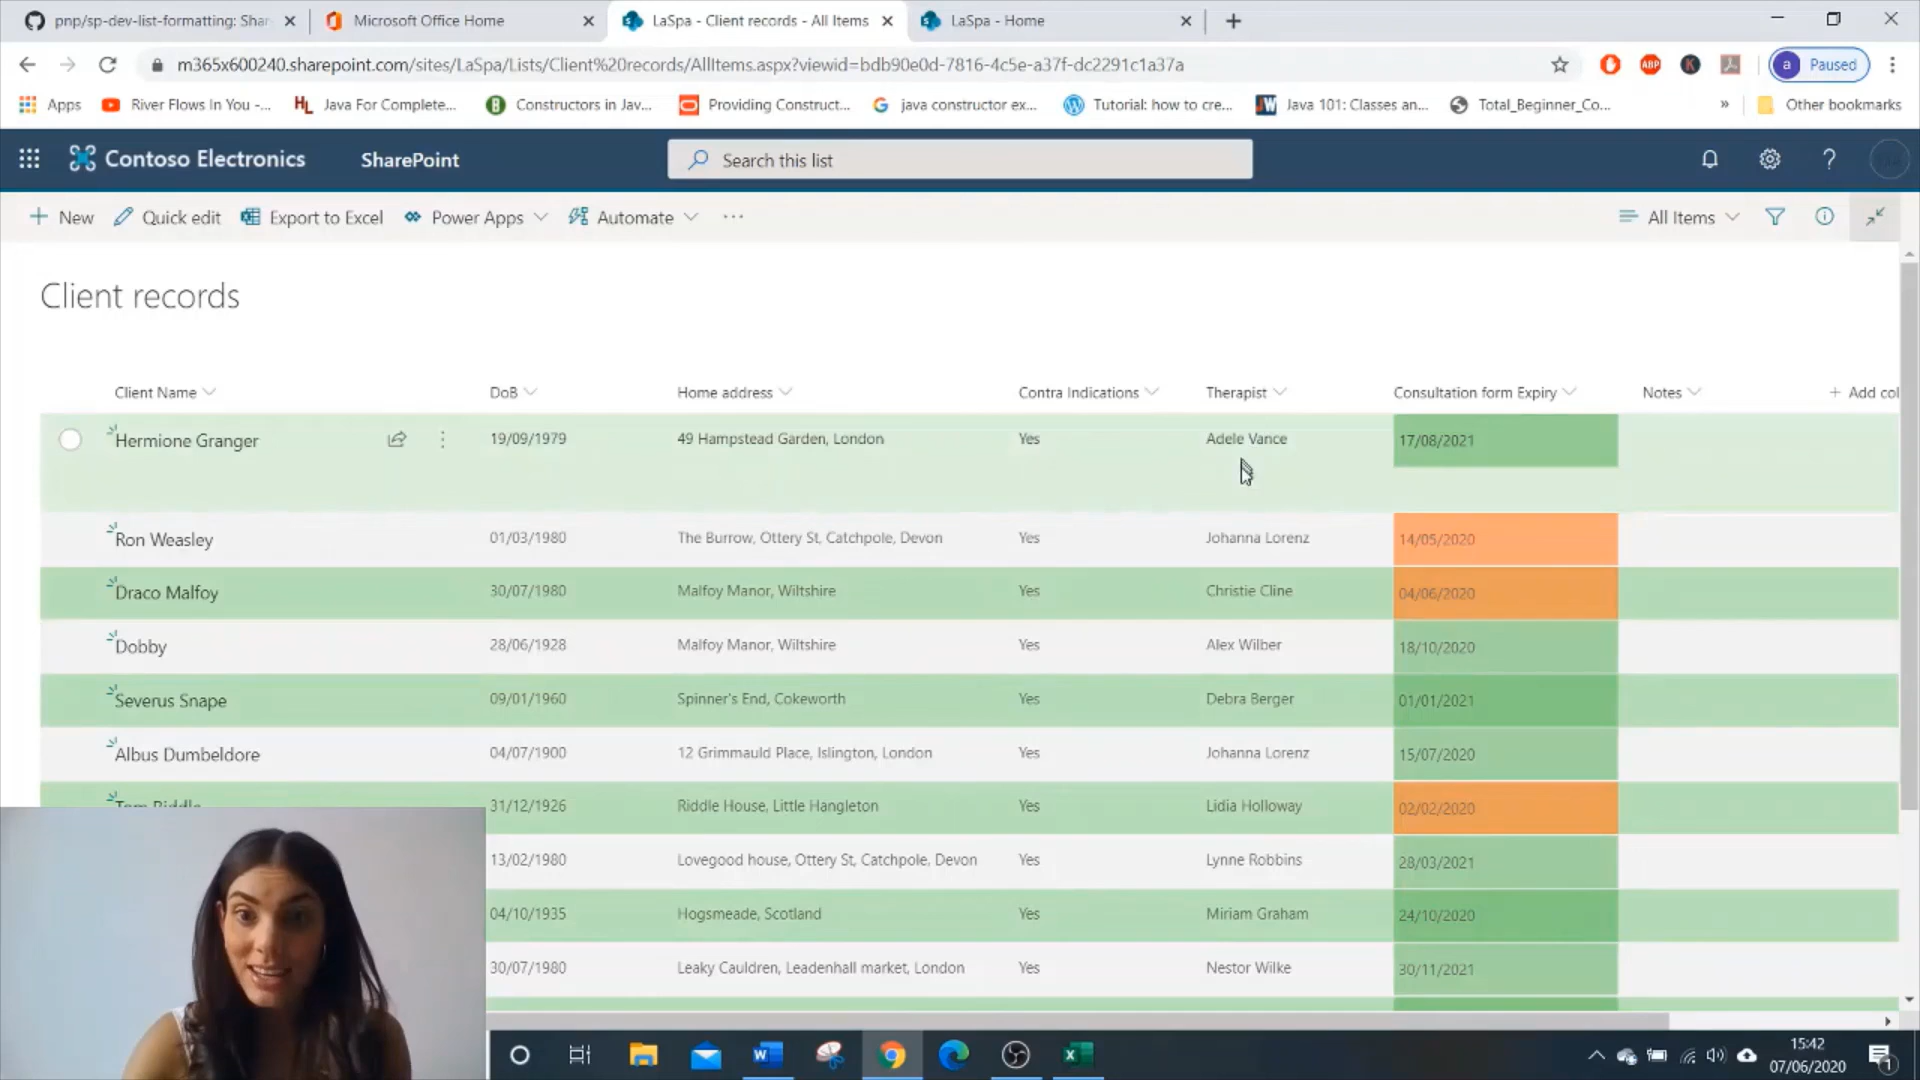 pnp/sp-dev-list-formatting: Shar
Microsoft Office Home
LaSpa - Client records - All Items
LaSpa - Home
m365x600240.sharepoint.com/sites/LaSpa/Lists/Client%20records/AllItems.aspx?viewid=bdb90e0d-7816-4c5e-a37f-dc2291c1a37a
ABP
K
a Paused
Apps
River Flows In You -...
HL Java For Complete...
B Constructors in Jav...
Providing Construct...
G java constructor ex...
Tutorial: how to cre...
JW Java 101: Classes an...
Total_Beginner_Co...
» Other bookmarks
Contoso Electronics
SharePoint
Search this list
?
+ New
Quick edit
Export to Excel
Power Apps
Automate
...
All Items
Client records
Client Name DoB Home address Contra Indications Therapist Consultation form Expiry Notes + Add col
Hermione Granger 19/09/1979 49 Hampstead Garden, London Yes Adele Vance 17/08/2021
Ron Weasley 01/03/1980 The Burrow, Ottery St, Catchpole, Devon Yes Johanna Lorenz 14/05/2020
Draco Malfoy 30/07/1980 Malfoy Manor, Wiltshire Yes Christie Cline 04/06/2020
Dobby 28/06/1928 Malfoy Manor, Wiltshire Yes Alex Wilber 18/10/2020
Severus Snape 09/01/1960 Spinner's End, Cokeworth Yes Debra Berger 01/01/2021
Albus Dumbeldore 04/07/1900 12 Grimmauld Place, Islington, London Yes Johanna Lorenz 15/07/2020
Tom Riddle 31/12/1926 Riddle House, Little Hangleton Yes Lidia Holloway 02/02/2020
13/02/1980 Lovegood house, Ottery St, Catchpole, Devon Yes Lynne Robbins 28/03/2021
04/10/1935 Hogsmeade, Scotland Yes Miriam Graham 24/10/2020
30/07/1980 Leaky Cauldren, Leadenhall market, London Yes Nestor Wilke 30/11/2021
W
X
15:42
07/06/2020
1